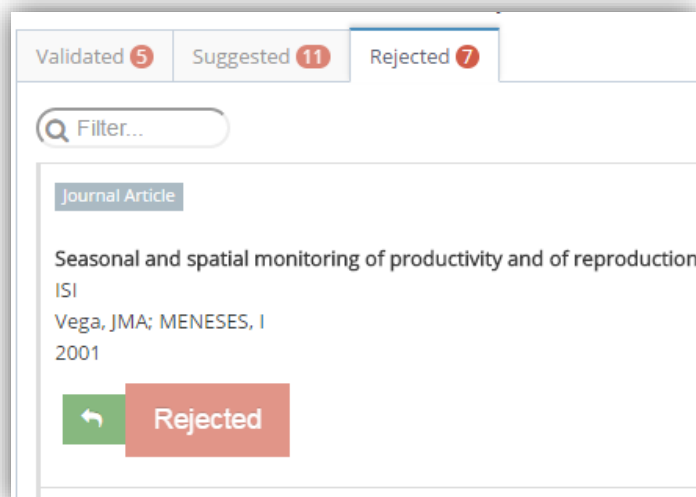 Validated 5 Suggested 11 Rejected 7
Filter...
Journal Article
Seasonal and spatial monitoring of productivity and of reproduction
ISI
Vega, JMA; MENESES, I
2001
Rejected